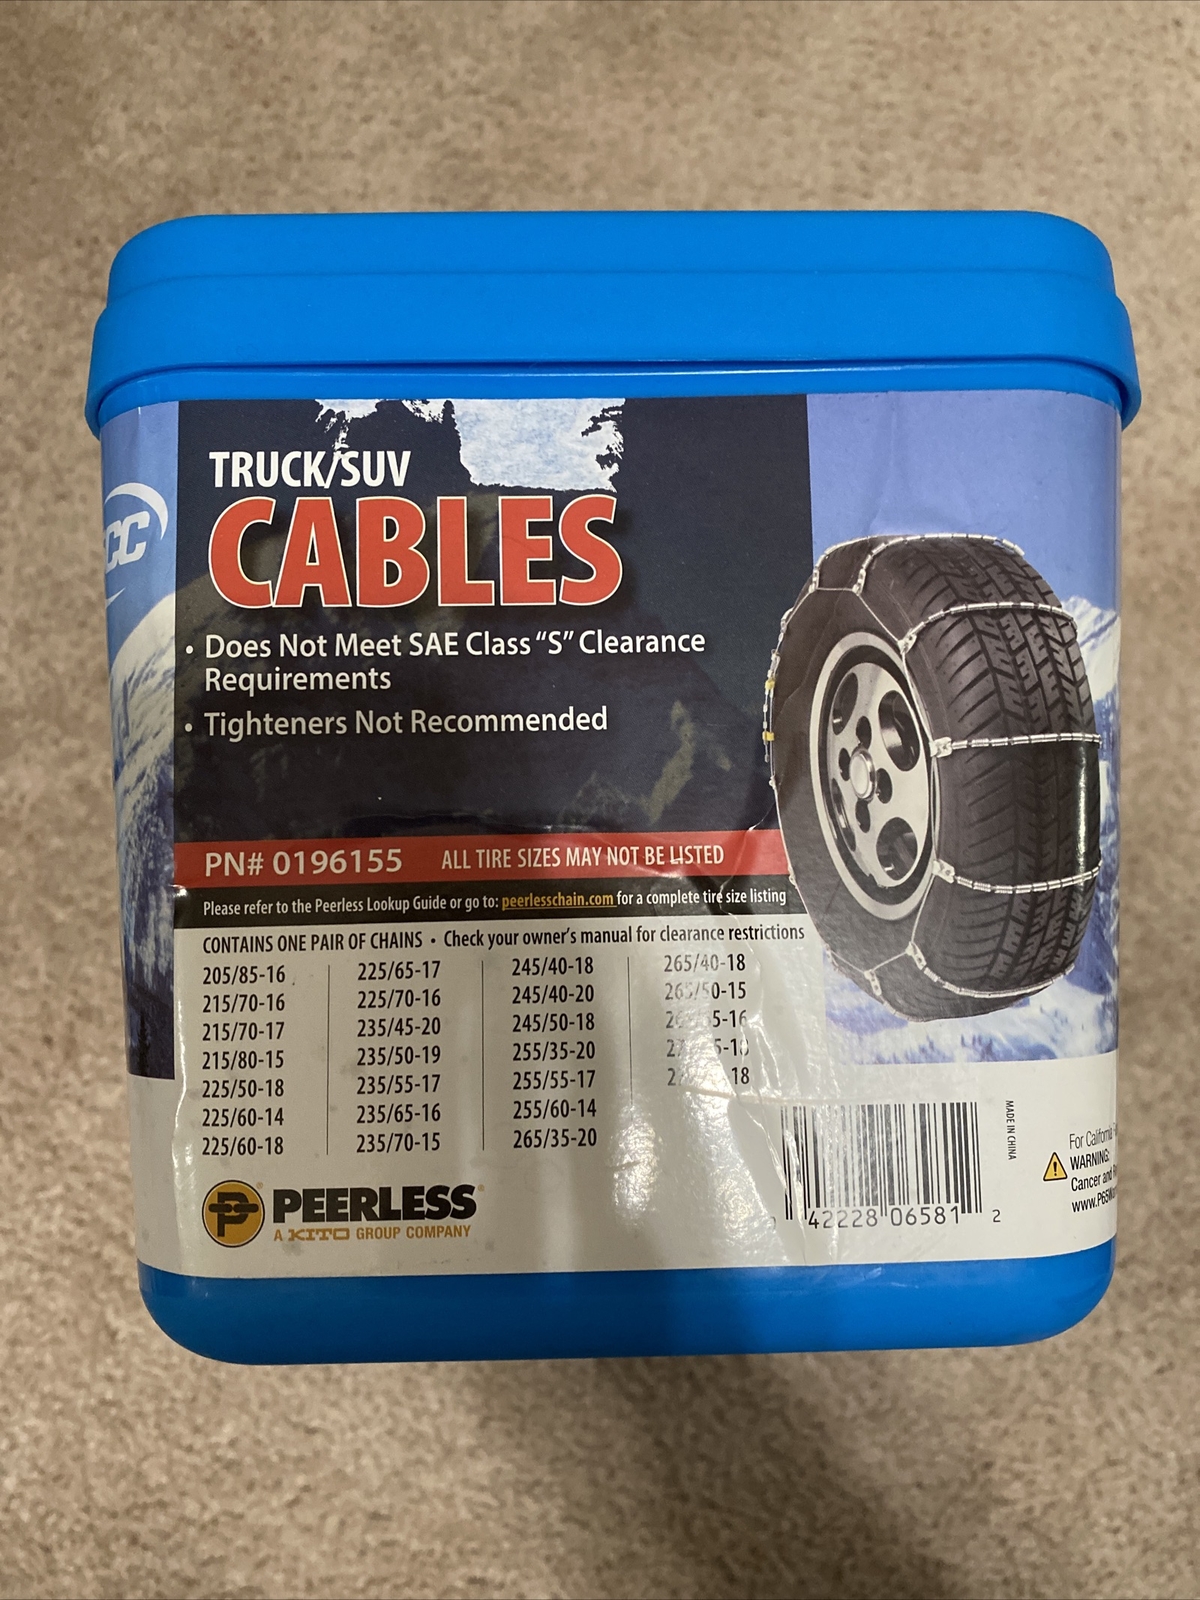 TRUCK/SUV
CABLES
CC
• Does Not Meet SAE Class "S" Clearance
Requirements
• Tighteners Not Recommended
PN# 0196155 ALL TIRE SIZES MAY NOT BE LISTED
Please refer to the Peerless Lookup Guide or go to: peerlesschain.com for a complete tire size listing
CONTAINS ONE PAIR OF CHAINS • Check your owner's manual for clearance restrictions
205/85-16 225/65-17 245/40-18 265/40-18
215/70-16 225/70-16 245/40-20 265/50-15
215/70-17 235/45-20 245/50-18
215/80-15 235/50-19 255/35-20
225/50-18 235/55-17 255/55-17
225/60-14 235/65-16 255/60-14
225/60-18 235/70-15 265/35-20
PEERLESS
A KITO GROUP COMPANY
42228 06581 2
MADE IN CHINA
For California
WARNING:
Cancer and
www.P65Wa